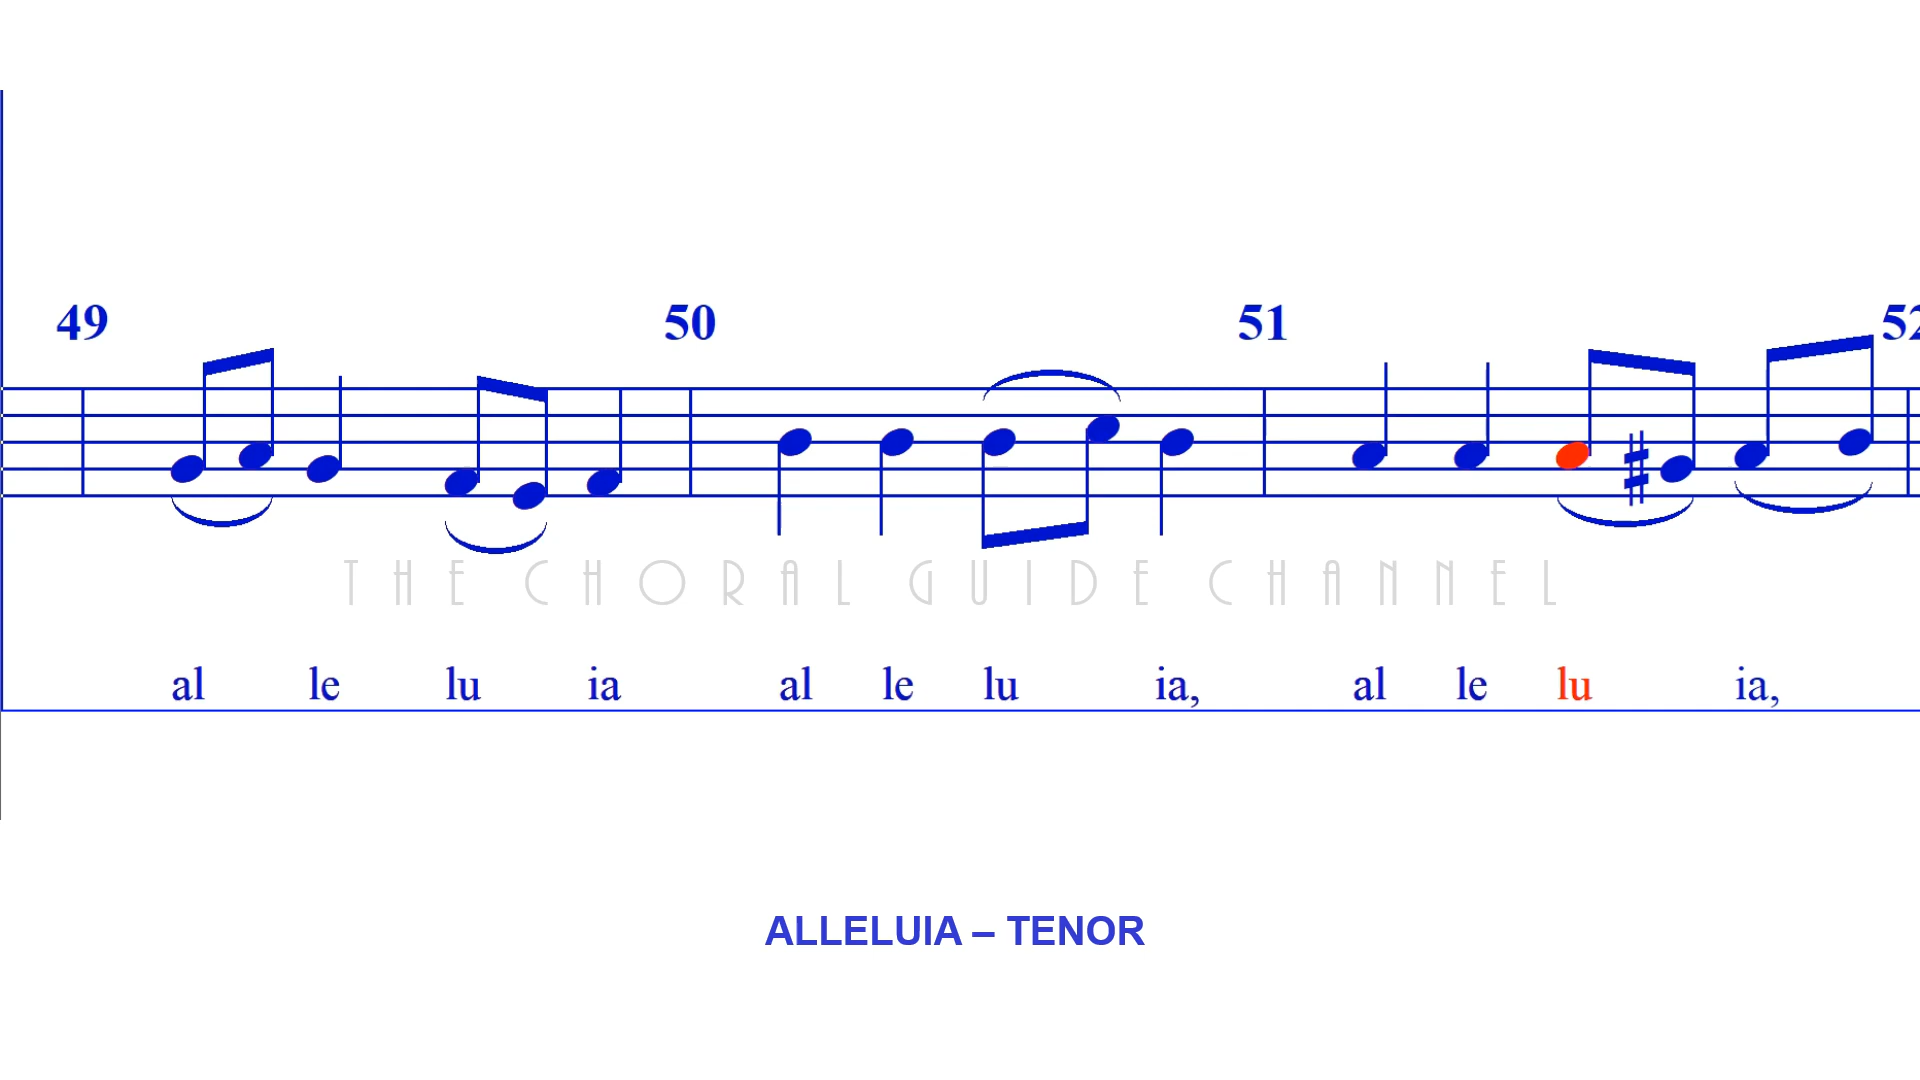 49 50 51 52
THE CHORAL GUIDE CHANNEL
al le lu ia al le lu ia, al le lu ia,
ALLELUIA – TENOR